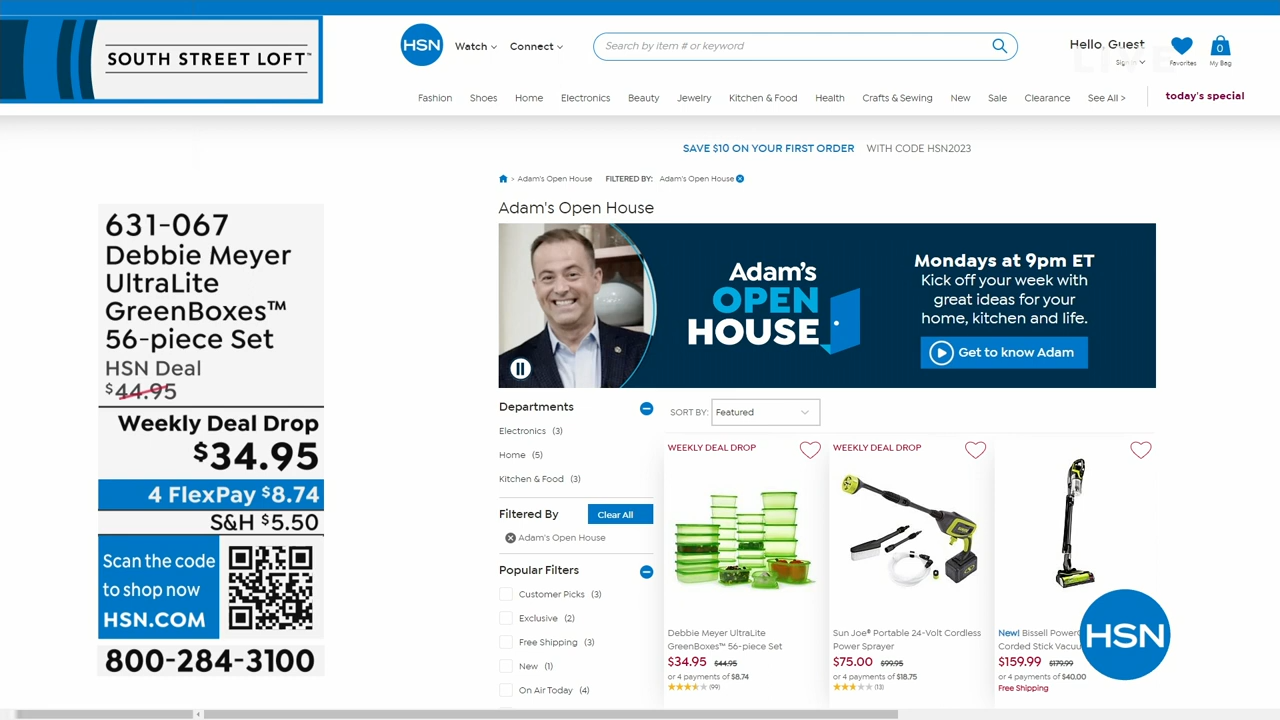 SOUTH STREET LOFT™
HSN
Watch
Connect
Search by item # or keyword
Hello, Guest
Sign in
Favorites
0
My Bag
LIVE
Fashion
Shoes
Home
Electronics
Beauty
Jewelry
Kitchen & Food
Health
Crafts & Sewing
New
Sale
Clearance
See All >
today's special
SAVE $10 ON YOUR FIRST ORDER WITH CODE HSN2023
> Adam's Open House FILTERED BY: Adam's Open House
Adam's Open House
Adam's
OPEN
HOUSE
Mondays at 9pm ET
Kick off your week with
great ideas for your
home, kitchen and life.
Get to know Adam
631-067
Debbie Meyer
UltraLite
GreenBoxes™
56-piece Set
HSN Deal
$44.95
Weekly Deal Drop
$34.95
4 FlexPay $8.74
S&H $5.50
Scan the code
to shop now
HSN.COM
800-284-3100
Departments
Electronics (3)
Home (5)
Kitchen & Food (3)
Filtered By
Clear All
Adam's Open House
Popular Filters
Customer Picks (3)
Exclusive (2)
Free Shipping (3)
New (1)
On Air Today (4)
SORT BY: Featured
WEEKLY DEAL DROP
Debbie Meyer UltraLite
GreenBoxes™ 56-piece Set
$34.95 $44.95
or 4 payments of $8.74
(99)
WEEKLY DEAL DROP
Sun Joe® Portable 24-Volt Cordless
Power Sprayer
$75.00 $99.95
or 4 payments of $18.75
(13)
New! Bissell Power
Corded Stick Vacuu
$159.99 $179.99
or 4 payments of $40.00
Free Shipping
HSN